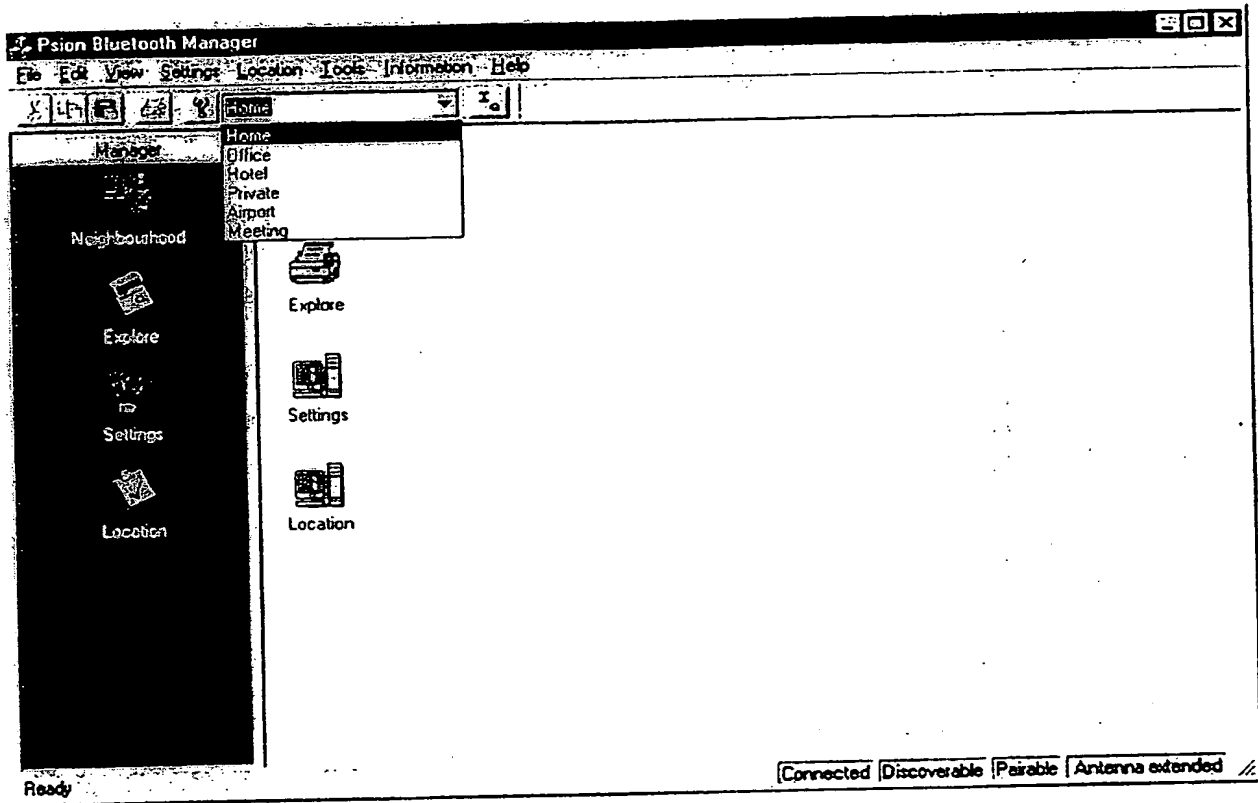 Psion Bluetooth Manager
File Edit View Settings Location Tools Information Help
Home
Home
Office
Hotel
Private
Airport
Meeting
Manager
Neighbourhood
Explore
Settings
Location
Explore
Settings
Location
Ready
Connected Discoverable Pairable Antenna extended